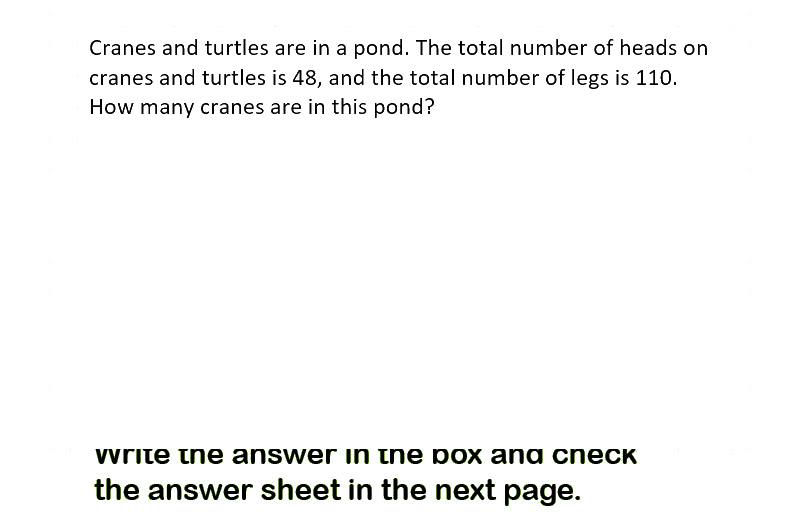 Cranes and turtles are in a pond. The total number of heads on
cranes and turtles is 48, and the total number of legs is 110.
How many cranes are in this pond?
Write the answer in the box and check
the answer sheet in the next page.